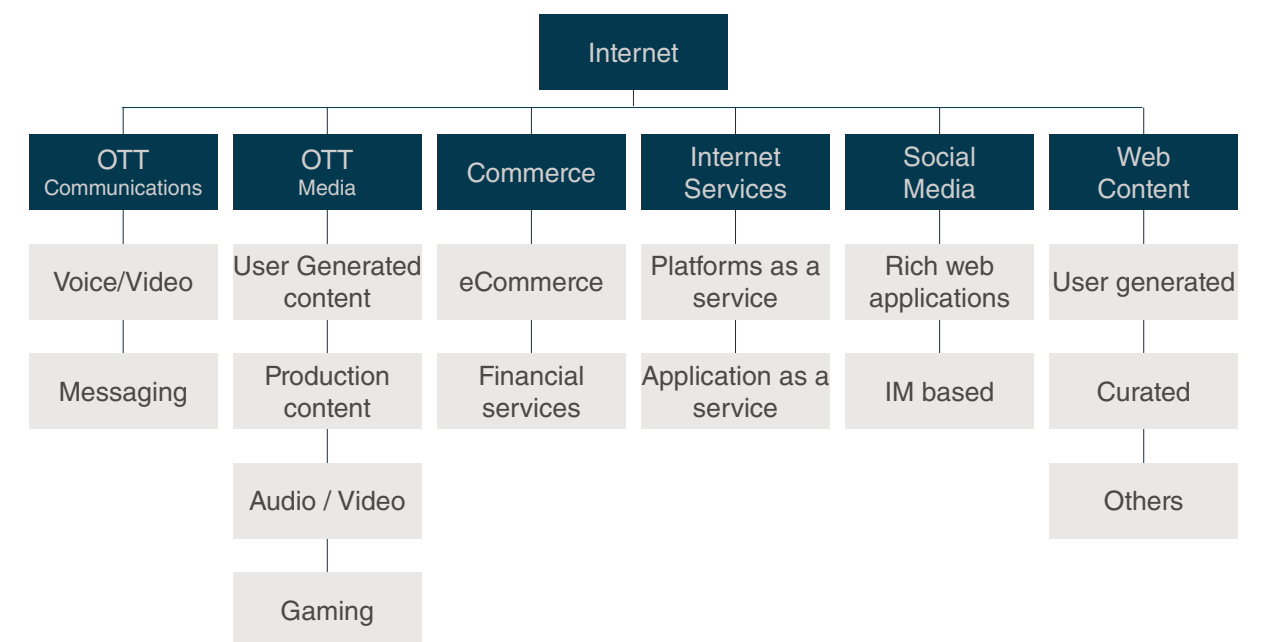 Internet
OTT
Communications
OTT
Media
Commerce
Internet
Services
Social
Media
Web
Content
Voice/Video
User Generated
content
eCommerce
Platforms as a
service
Rich web
applications
User generated
Messaging
Production
content
Financial
services
Application as a
service
IM based
Curated
Audio / Video
Others
Gaming